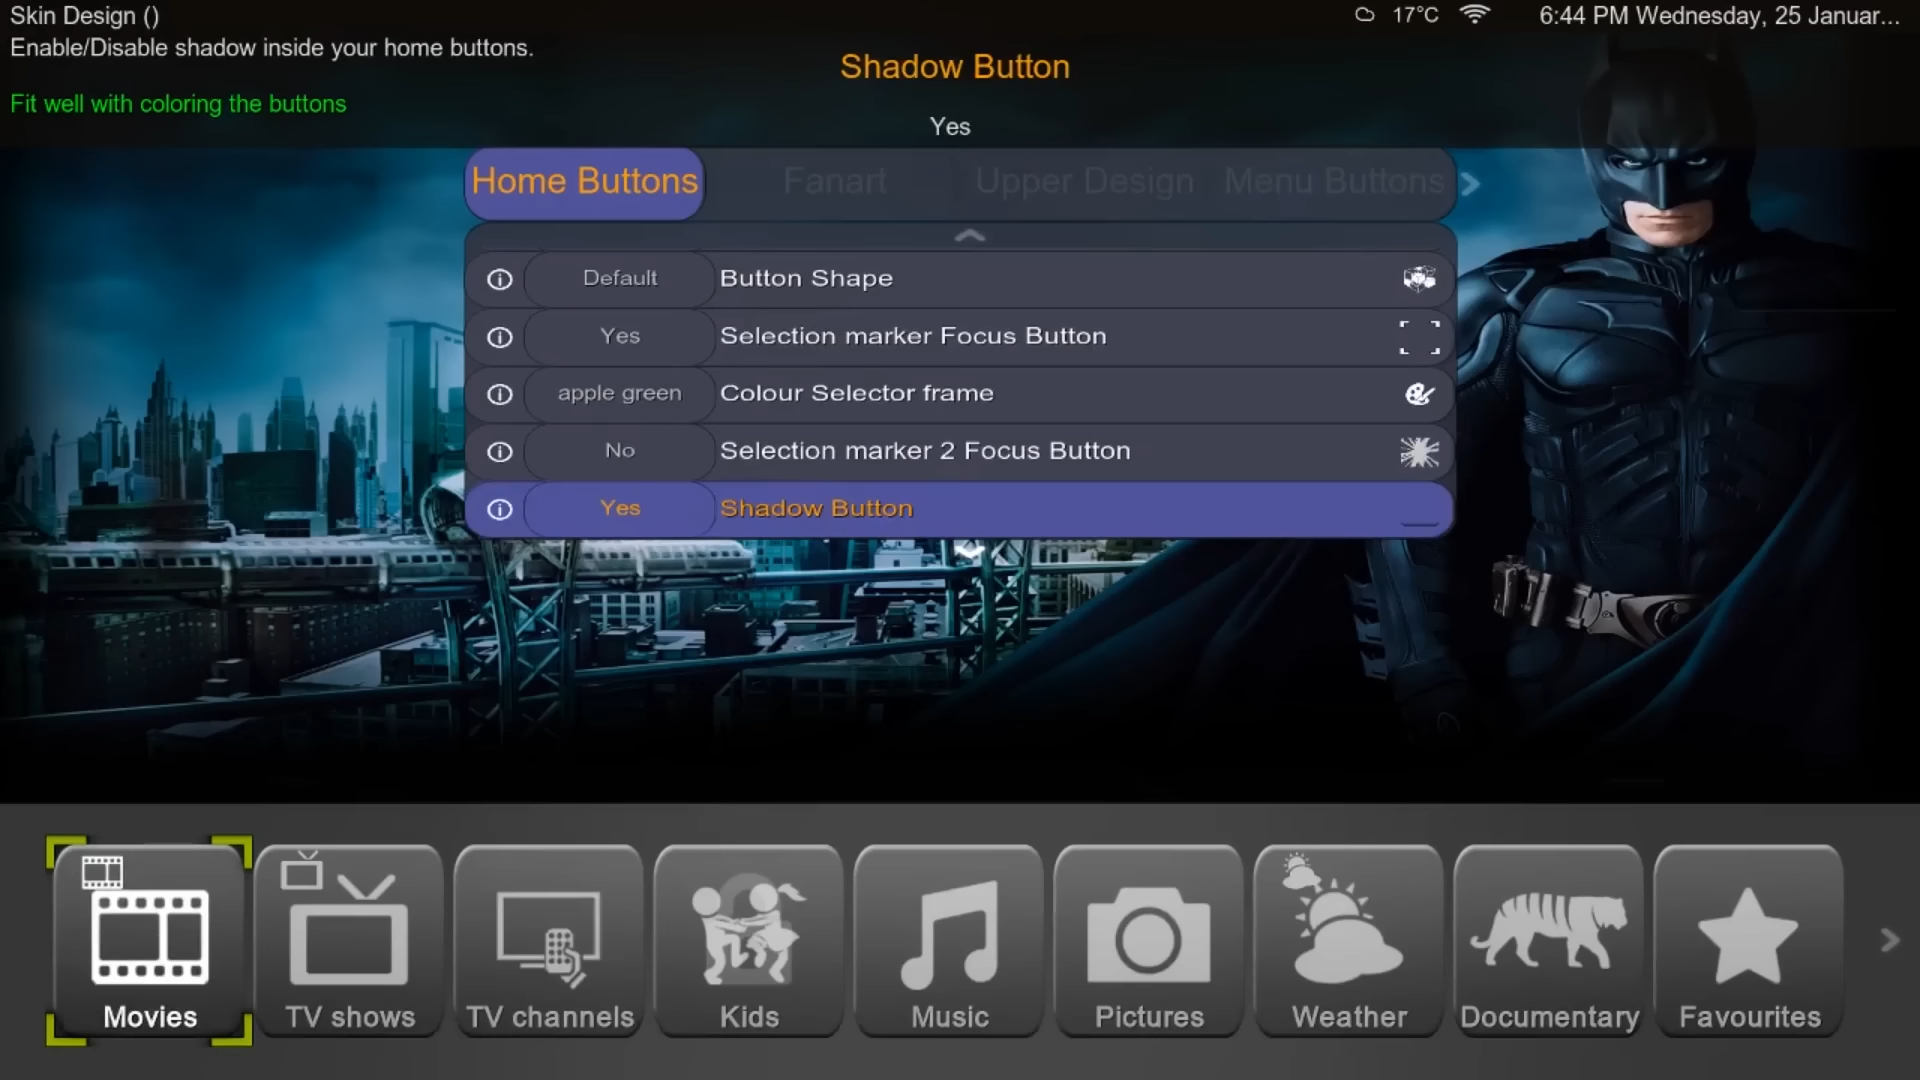 Skin Design ()
17°C
6:44 PM Wednesday, 25 Januar...
Enable/Disable shadow inside your home buttons.
Shadow Button
Fit well with coloring the buttons
Yes
Home Buttons
Fanart
Upper Design
Menu Buttons
Default
Button Shape
Yes
Selection marker Focus Button
apple green
Colour Selector frame
No
Selection marker 2 Focus Button
Yes
Shadow Button
Movies
TV shows
TV channels
Kids
Music
Pictures
Weather
Documentary
Favourites